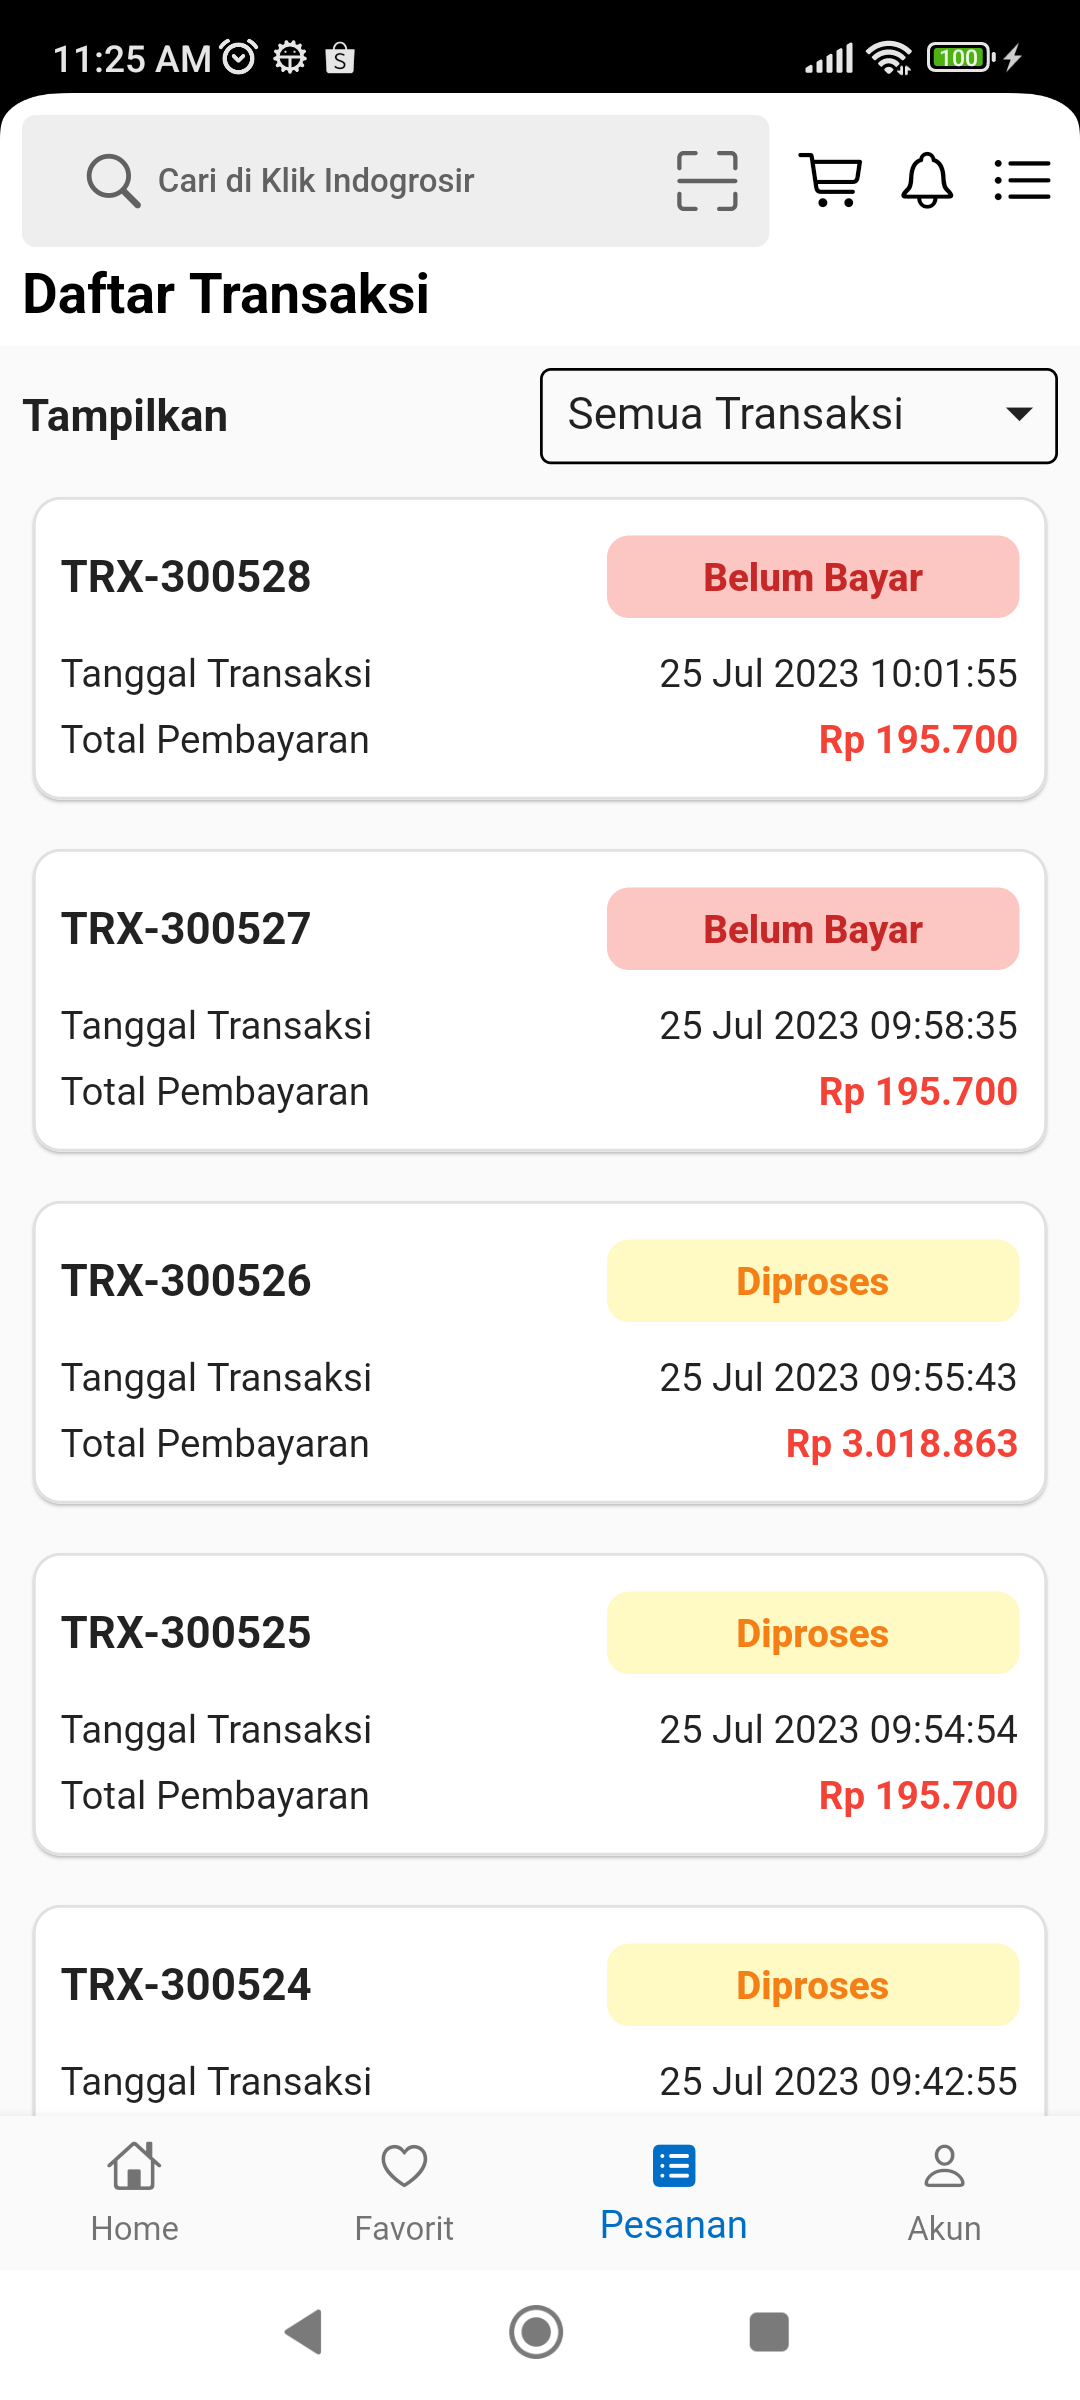 11:25 AM
100
Cari di Klik Indogrosir
Daftar Transaksi
Tampilkan
Semua Transaksi
TRX-300528
Belum Bayar
Tanggal Transaksi
25 Jul 2023 10:01:55
Total Pembayaran
Rp 195.700
TRX-300527
Belum Bayar
Tanggal Transaksi
25 Jul 2023 09:58:35
Total Pembayaran
Rp 195.700
TRX-300526
Diproses
Tanggal Transaksi
25 Jul 2023 09:55:43
Total Pembayaran
Rp 3.018.863
TRX-300525
Diproses
Tanggal Transaksi
25 Jul 2023 09:54:54
Total Pembayaran
Rp 195.700
TRX-300524
Diproses
Tanggal Transaksi
25 Jul 2023 09:42:55
Home
Favorit
Pesanan
Akun